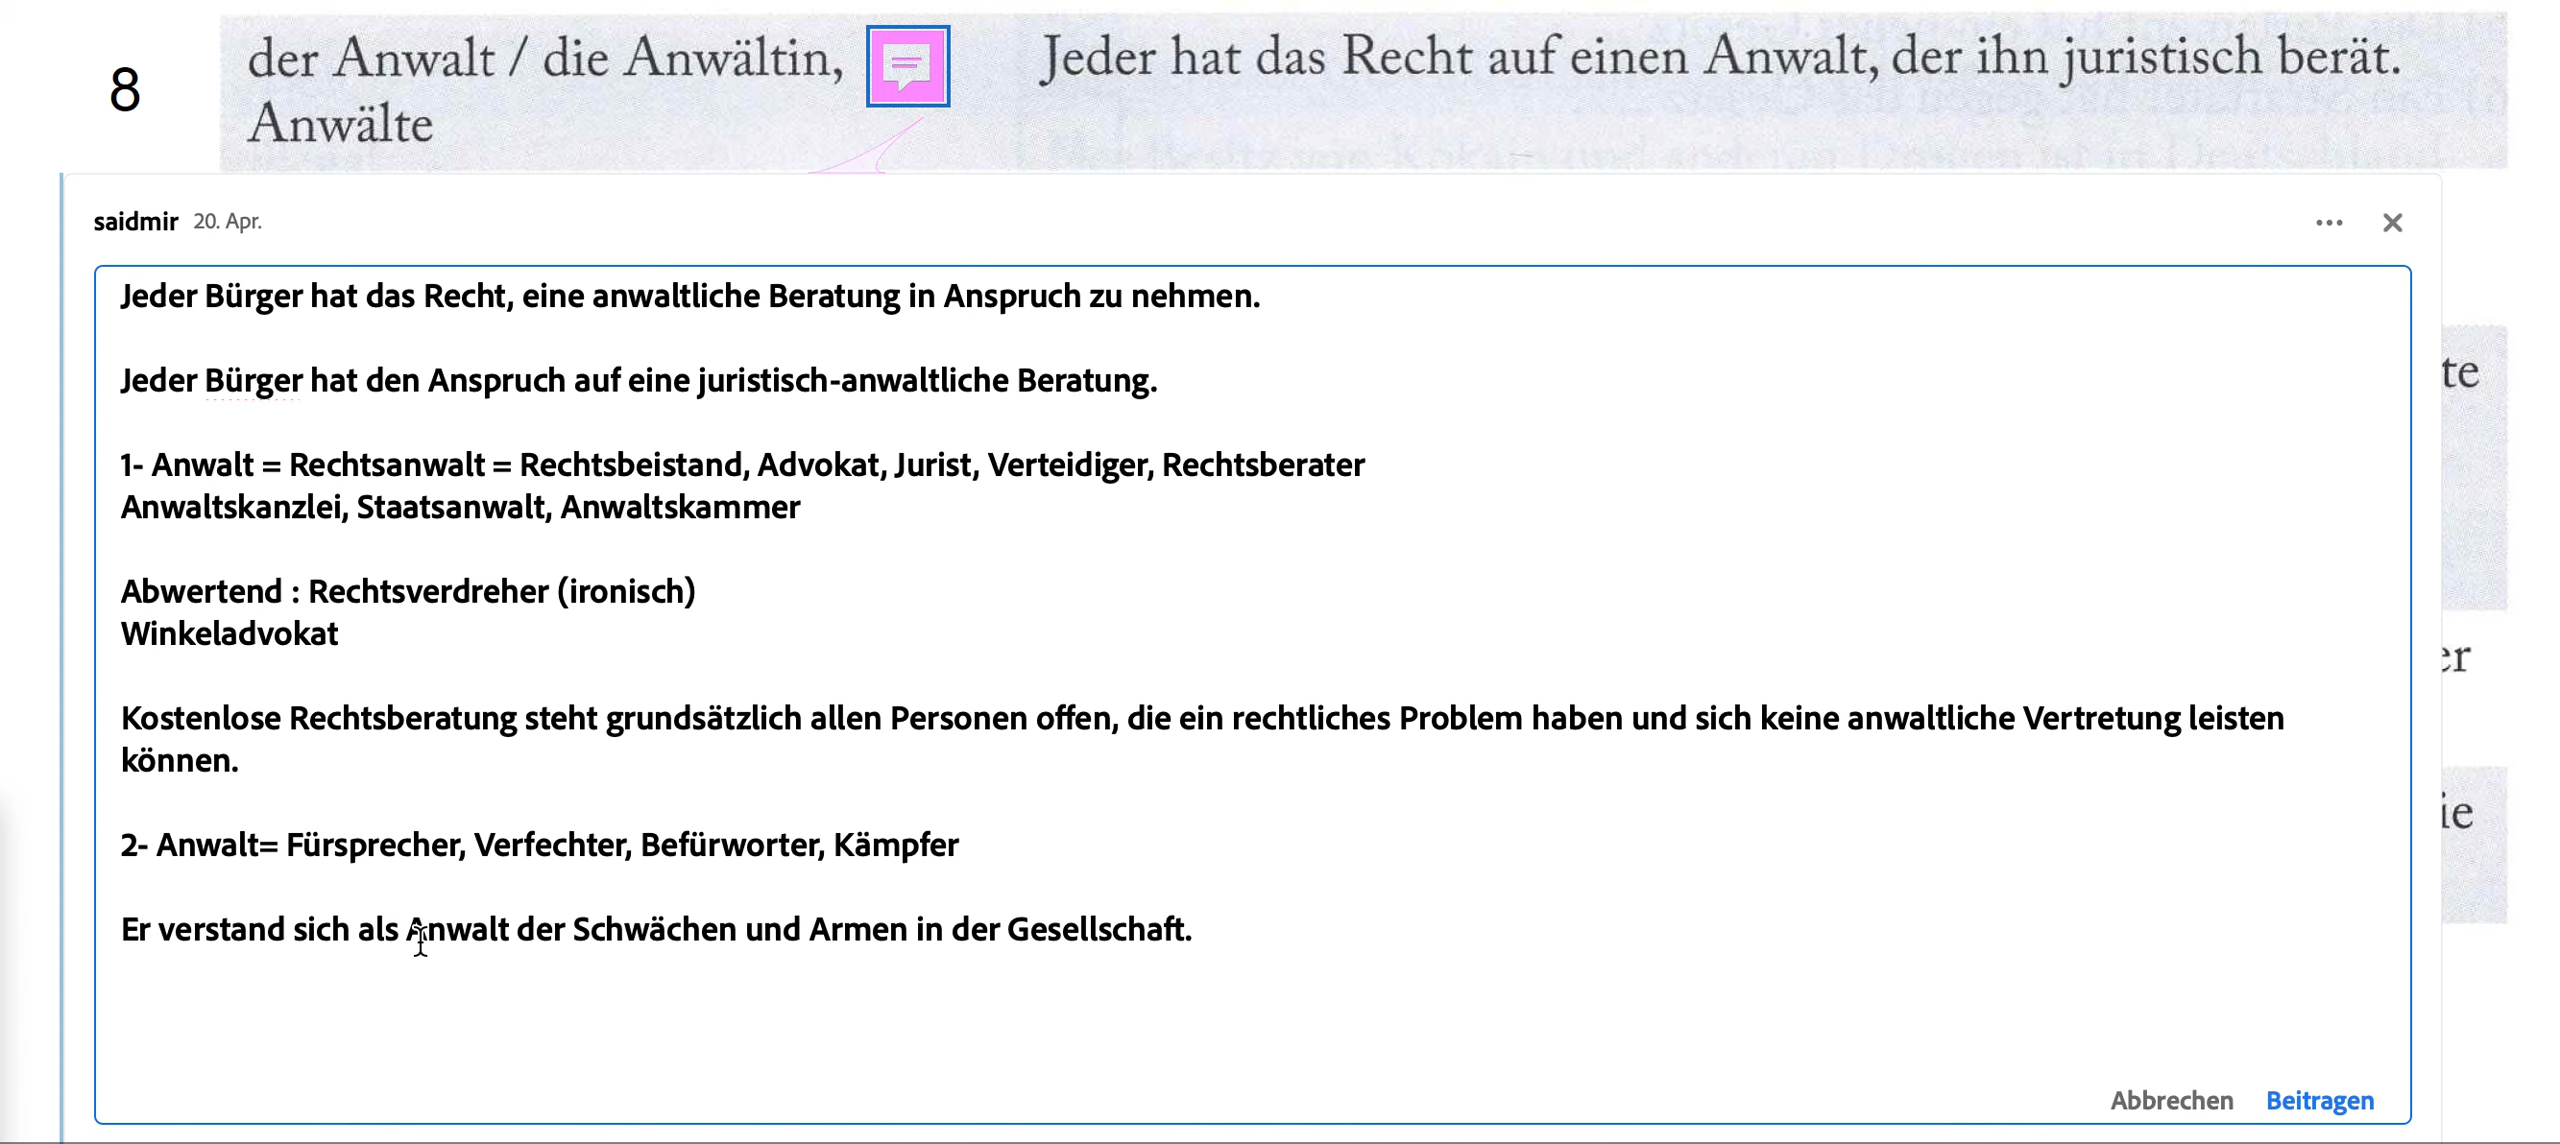 8
der Anwalt / die Anwältin,
Anwälte
Jeder hat das Recht auf einen Anwalt, der ihn juristisch berät.
saidmir 20. Apr.
Jeder Bürger hat das Recht, eine anwaltliche Beratung in Anspruch zu nehmen.
Jeder Bürger hat den Anspruch auf eine juristisch-anwaltliche Beratung.
1- Anwalt = Rechtsanwalt = Rechtsbeistand, Advokat, Jurist, Verteidiger, Rechtsberater
Anwaltskanzlei, Staatsanwalt, Anwaltskammer
Abwertend : Rechtsverdreher (ironisch)
Winkeladvokat
Kostenlose Rechtsberatung steht grundsätzlich allen Personen offen, die ein rechtliches Problem haben und sich keine anwaltliche Vertretung leisten
können.
2- Anwalt= Fürsprecher, Verfechter, Befürworter, Kämpfer
Er verstand sich als Anwalt der Schwächen und Armen in der Gesellschaft.
te
er
ie
Abbrechen Beitragen